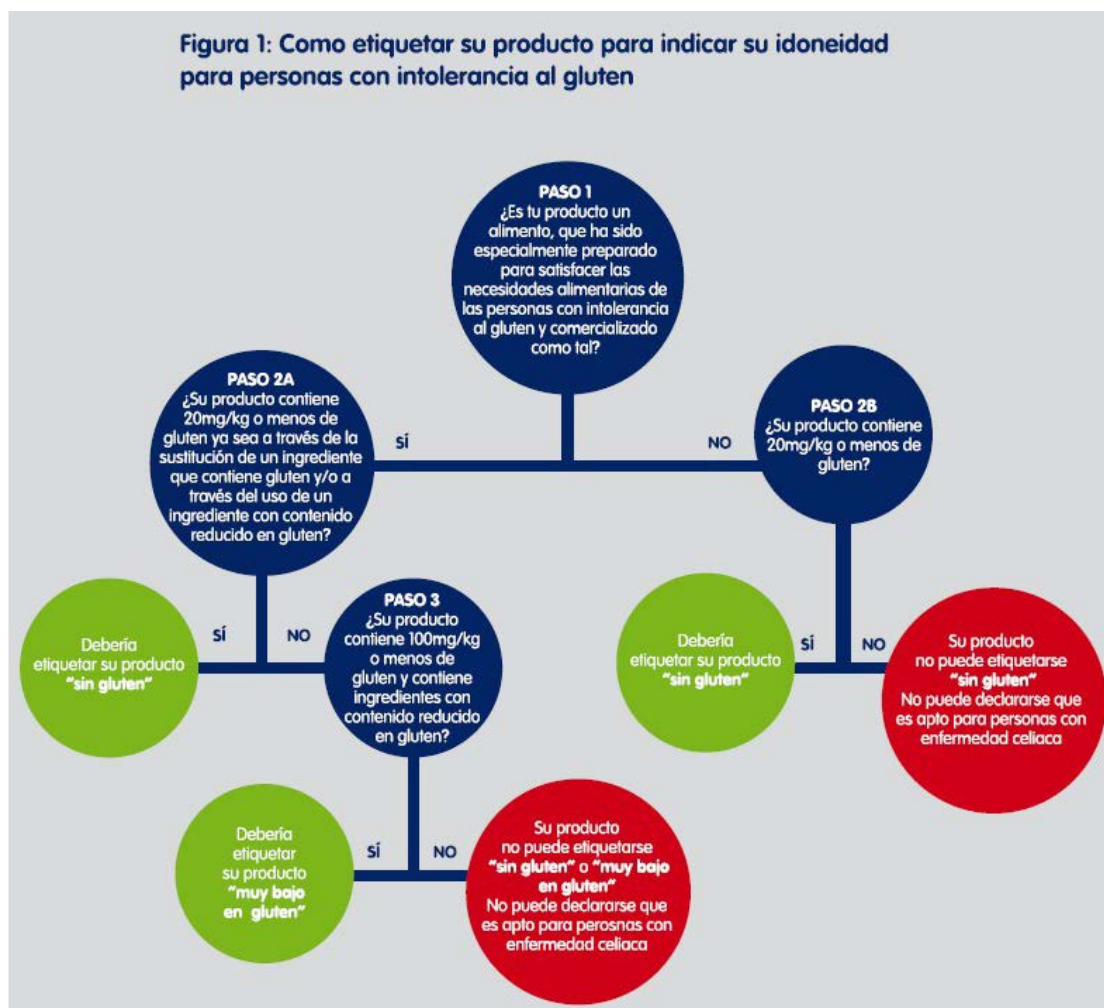 Figura 1: Como etiquetar su producto para indicar su idoneidad
para personas con intolerancia al gluten
PASO 1
¿Es tu producto un
alimento, que ha sido
especialmente preparado
para satisfacer las
necesidades alimentarias de
las personas con intolerancia
al gluten y comercializado
como tal?
SÍ
NO
PASO 2A
¿Su producto contiene
20mg/kg o menos de
gluten ya sea a través de la
sustitución de un ingrediente
que contiene gluten y/o a
través del uso de un
ingrediente con contenido
reducido en gluten?
PASO 2B
¿Su producto contiene
20mg/kg o menos de
gluten?
SÍ
NO
Debería
etiquetar su producto
"sin gluten"
PASO 3
¿Su producto
contiene 100mg/kg
o menos de
gluten y contiene
ingredientes con
contenido reducido
en gluten?
SÍ
NO
Debería
etiquetar su producto
"sin gluten"
Su producto
no puede etiquetarse
"sin gluten"
No puede declararse que
es apto para personas con
enfermedad celiaca
SÍ
NO
Debería
etiquetar
su producto
"muy bajo
en gluten"
Su producto
no puede etiquetarse
"sin gluten" o "muy bajo
en gluten"
No puede declararse que
es apto para perosnas con
enfermedad celiaca